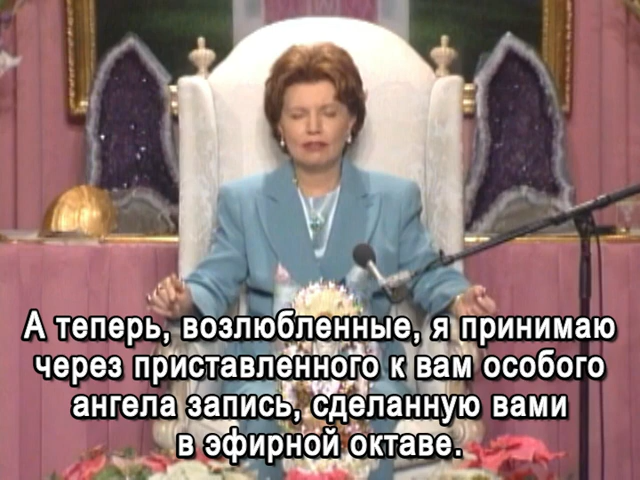 А теперь, возлюбленные, я принимаю
через приставленного к вам особого
ангела запись, сделанную вами
в эфирной октаве.